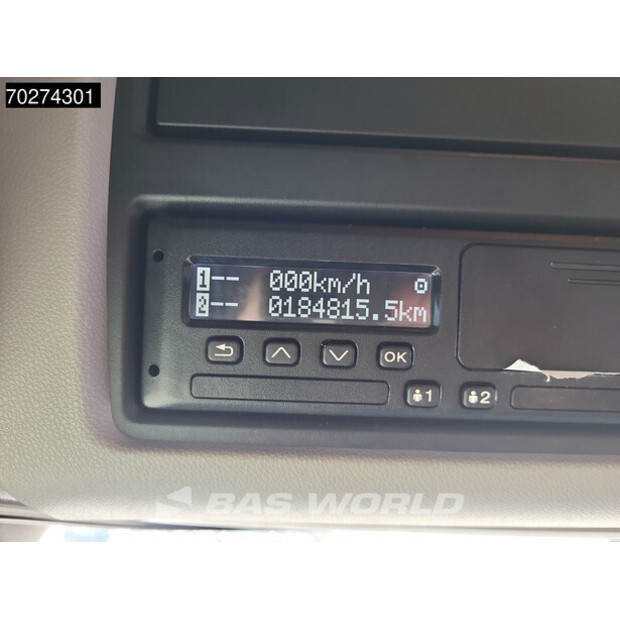 70274301
1-- 000km/h
2-- 0184815.5km
OK
1 2
BAS WORLD